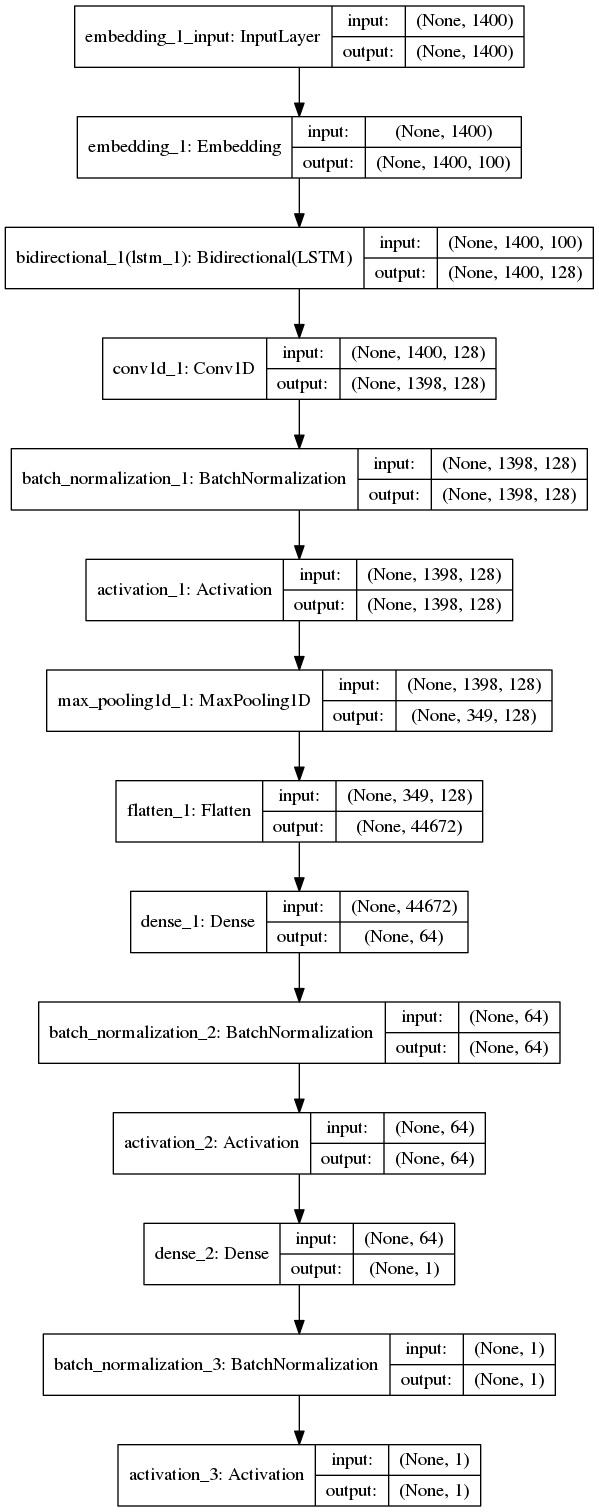 embedding_1_input: InputLayer
input: (None, 1400)
output: (None, 1400)
embedding_1: Embedding
input: (None, 1400)
output: (None, 1400, 100)
bidirectional_1(lstm_1): Bidirectional(LSTM)
input: (None, 1400, 100)
output: (None, 1400, 128)
conv1d_1: Conv1D
input: (None, 1400, 128)
output: (None, 1398, 128)
batch_normalization_1: BatchNormalization
input: (None, 1398, 128)
output: (None, 1398, 128)
activation_1: Activation
input: (None, 1398, 128)
output: (None, 1398, 128)
max_pooling1d_1: MaxPooling1D
input: (None, 1398, 128)
output: (None, 349, 128)
flatten_1: Flatten
input: (None, 349, 128)
output: (None, 44672)
dense_1: Dense
input: (None, 44672)
output: (None, 64)
batch_normalization_2: BatchNormalization
input: (None, 64)
output: (None, 64)
activation_2: Activation
input: (None, 64)
output: (None, 64)
dense_2: Dense
input: (None, 64)
output: (None, 1)
batch_normalization_3: BatchNormalization
input: (None, 1)
output: (None, 1)
activation_3: Activation
input: (None, 1)
output: (None, 1)